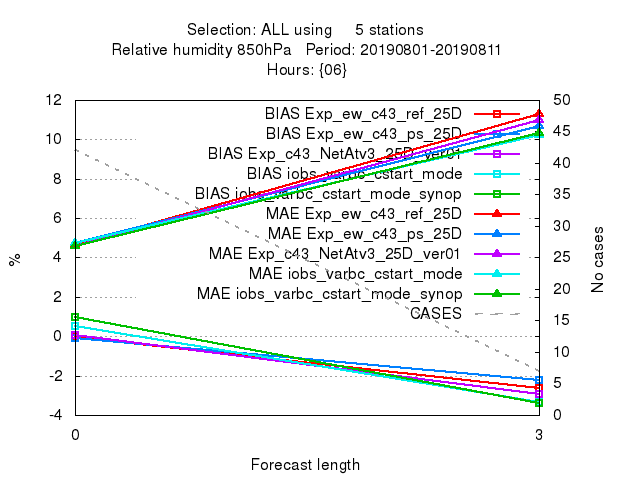 Selection: ALL using     5 stations
Relative humidity 850hPa   Period: 20190801-20190811
Hours: {06}
12
10
8
6
4
2
0
-2
-4
%
BIAS Exp_ew_c43_ref_25D
BIAS Exp_ew_c43_ps_25D
BIAS Exp_c43_NetAtv3_25D_ver01
BIAS iobs_varbc_cstart_mode
BIAS iobs_varbc_cstart_mode_synop
MAE Exp_ew_c43_ref_25D
MAE Exp_ew_c43_ps_25D
MAE Exp_c43_NetAtv3_25D_ver01
MAE iobs_varbc_cstart_mode
MAE iobs_varbc_cstart_mode_synop
CASES
50
45
40
35
30
25
20
15
10
5
0
No cases
0 3
Forecast length